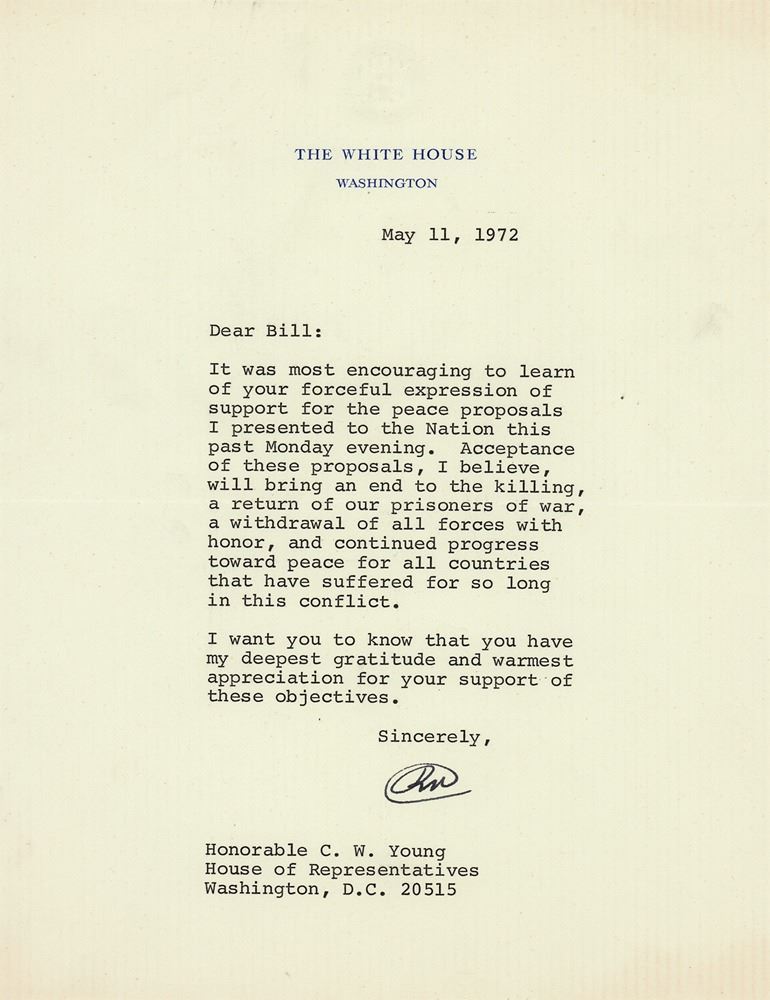 THE WHITE HOUSE
WASHINGTON
May 11, 1972
Dear Bill:
It was most encouraging to learn
of your forceful expression of
support for the peace proposals
I presented to the Nation this
past Monday evening.  Acceptance
of these proposals, I believe,
will bring an end to the killing,
a return of our prisoners of war,
a withdrawal of all forces with
honor, and continued progress
toward peace for all countries
that have suffered for so long
in this conflict.
I want you to know that you have
my deepest gratitude and warmest
appreciation for your support of
these objectives.
Sincerely,
RN
Honorable C. W. Young
House of Representatives
Washington, D.C. 20515